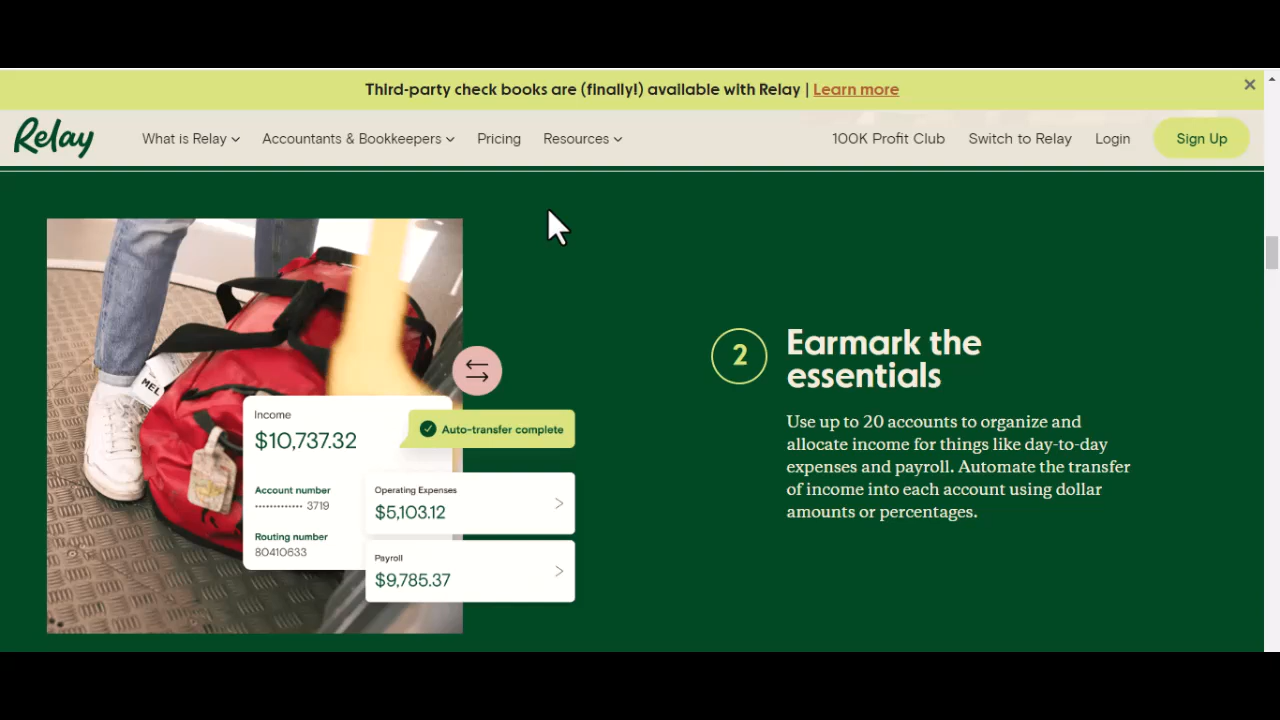 Third-party check books are (finally!) available with Relay | Learn more
Relay
What is Relay
Accountants & Bookkeepers
Pricing
Resources
100K Profit Club
Switch to Relay
Login
Sign Up
MEL
Income
$10,737.32
Auto-transfer complete
Account number
············· 3719
Routing number
80410633
Operating Expenses
$5,103.12
Payroll
$9,785.37
2
Earmark the
essentials
Use up to 20 accounts to organize and
allocate income for things like day-to-day
expenses and payroll. Automate the transfer
of income into each account using dollar
amounts or percentages.